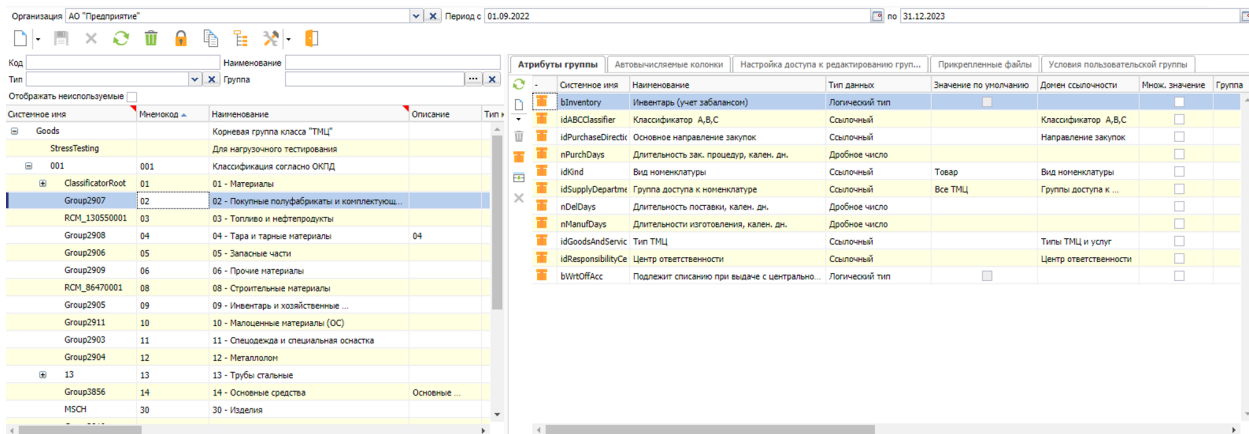 Организация АО "Предприятие" Период с 01.09.2022 по 31.12.2023
Код Наименование
Тип Группа
Отображать неиспользуемые
Системное имя Мнемокод Наименование Описание Тип
Goods Корневая группа класса "ТМЦ"
StressTesting Для нагрузочного тестирования
001 001 Классификация согласно ОКПД
ClassificatorRoot 01 01 - Материалы
Group2907 02 02 - Покупные полуфабрикаты и комплектующ...
RCM_130550001 03 03 - Топливо и нефтепродукты
Group2908 04 04 - Тара и тарные материалы 04
Group2906 05 05 - Запасные части
Group2909 06 06 - Прочие материалы
RCM_86470001 08 08 - Строительные материалы
Group2905 09 09 - Инвентарь и хозяйственные ...
Group2911 10 10 - Малоценные материалы (ОС)
Group2903 11 11 - Спецодежда и специальная оснастка
Group2904 12 12 - Металлолом
13 13 13 - Трубы стальные
Group3856 14 14 - Основные средства Основные ...
MSCH 30 30 - Изделия
Атрибуты группы Автовычисляемые колонки Настройка доступа к редактированию груп... Прикрепленные файлы Условия пользовательской группы
- Системное имя Наименование Тип данных Значение по умолчанию Домен ссылочности Множ. значение Группа
bInventory Инвентарь (учет забалансом) Логический тип
idABCClassifier Классификатор A,B,C Ссылочный Классификатор A,B,C
idPurchaseDirectic Основное направление закупок Ссылочный Направление закупок
nPurchDays Длительность зак. процедур, кален. дн. Дробное число
idKind Вид номенклатуры Ссылочный Товар Вид номенклатуры
idSupplyDepartme Группа доступа к номенклатуре Ссылочный Все ТМЦ Группы доступа к ...
nDelDays Длительность поставки, кален. дн. Дробное число
nManufDays Длительности изготовления, кален. дн. Дробное число
idGoodsAndServic Тип ТМЦ Ссылочный Типы ТМЦ и услуг
idResponsibilityCe Центр ответственности Ссылочный Центр ответственности
bWrtOffAcc Подлежит списанию при выдаче с центрально... Логический тип